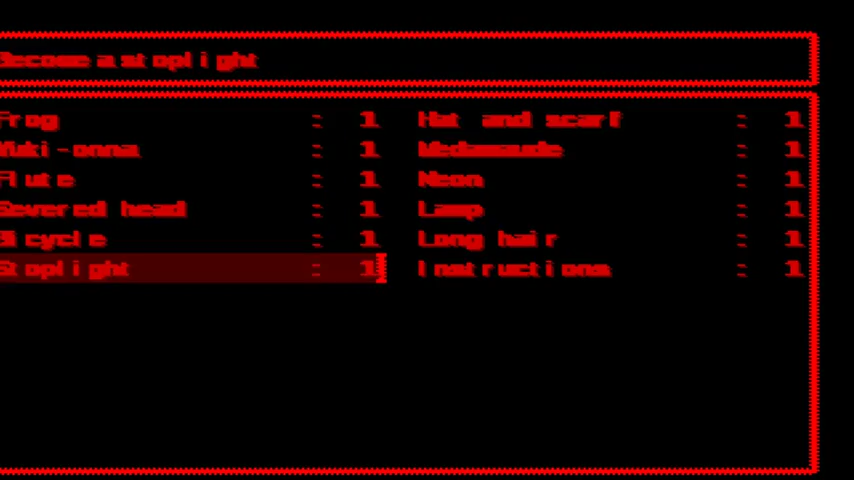 Become a stoplight
Frog : 1 Hat and scarf : 1
Yuki-onna : 1 Medamaude : 1
Flute : 1 Neon : 1
Severed head : 1 Lamp : 1
Bicycle : 1 Long hair : 1
Stoplight : 1 Instructions : 1